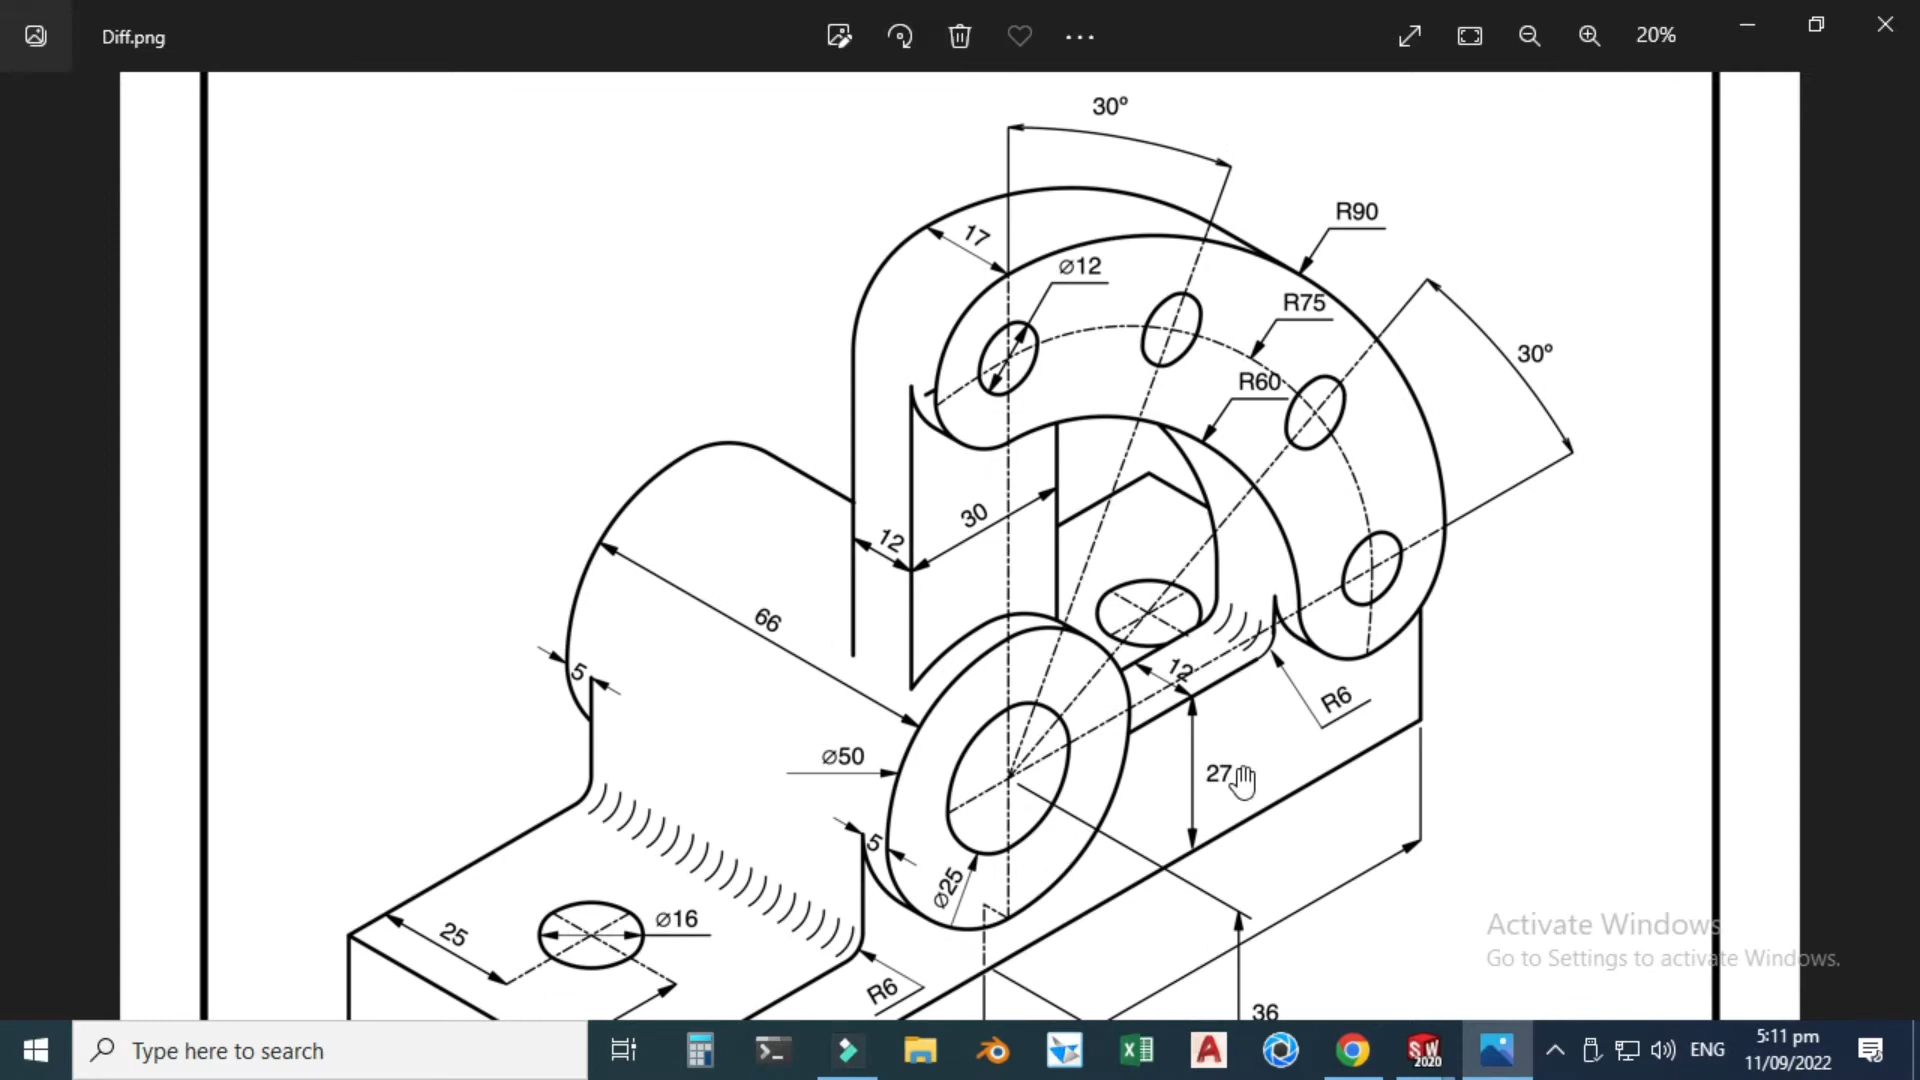 Diff.png
20%
30°
R90
17
⌀12
R75
30°
R60
30
12
66
12
5
R6
⌀50
27
5
⌀25
⌀16
25
R6
36
Activate Windows
Go to Settings to activate Windows.
Type here to search
SW
2020
ENG
5:11 pm
11/09/2022